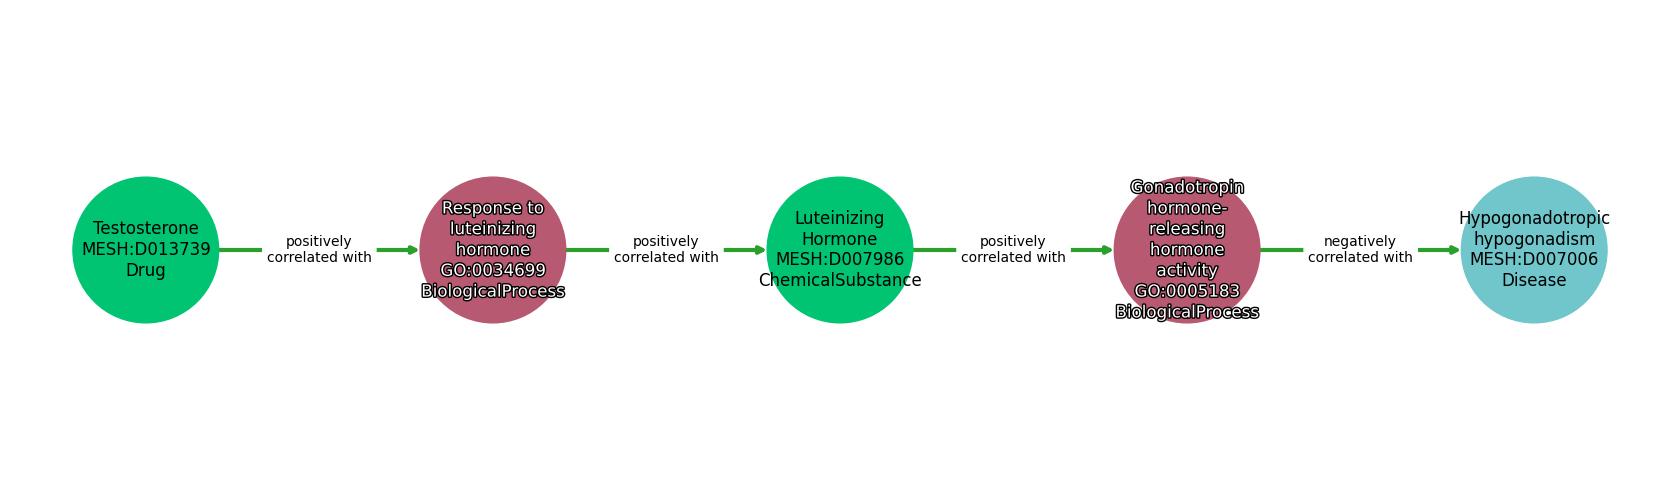 Testosterone
MESH:D013739
Drug
positively
correlated with
Response to
luteinizing
hormone
GO:0034699
BiologicalProcess
positively
correlated with
Luteinizing
Hormone
MESH:D007986
ChemicalSubstance
positively
correlated with
Gonadotropin
hormone-
releasing
hormone
activity
GO:0005183
BiologicalProcess
negatively
correlated with
Hypogonadotropic
hypogonadism
MESH:D007006
Disease